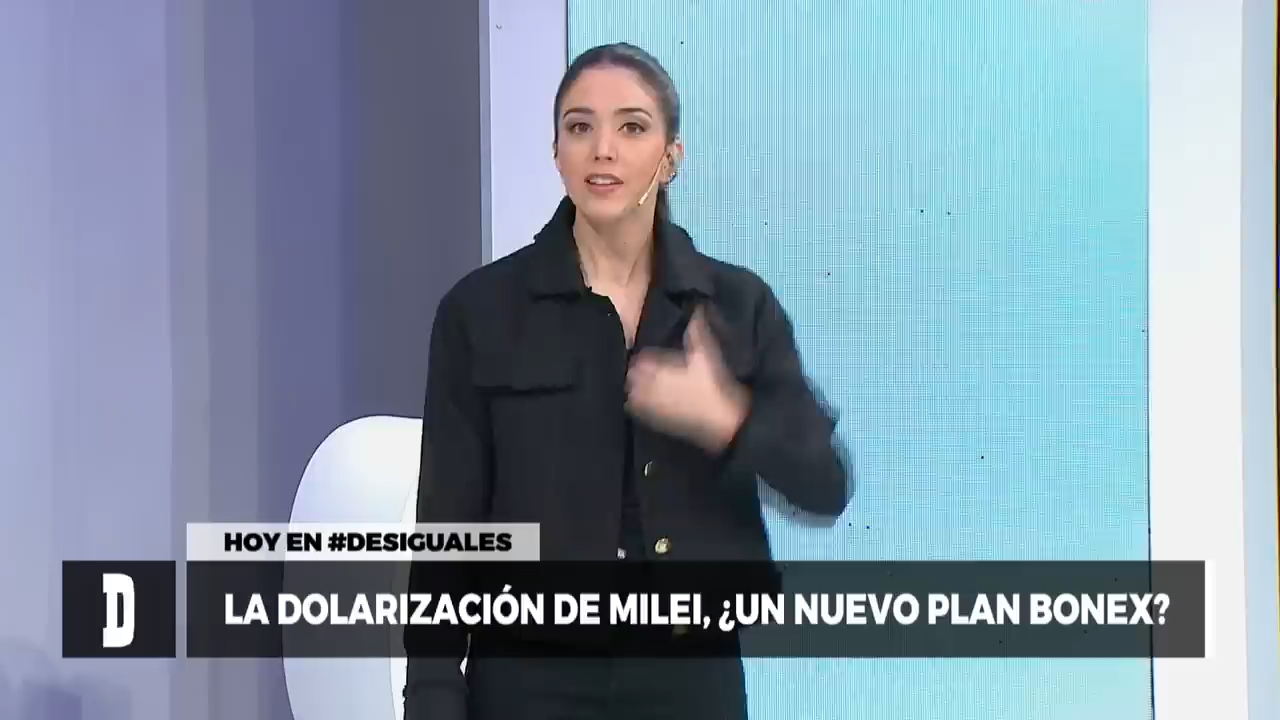 HOY EN #DESIGUALES
D
LA DOLARIZACIÓN DE MILEI, ¿UN NUEVO PLAN BONEX?